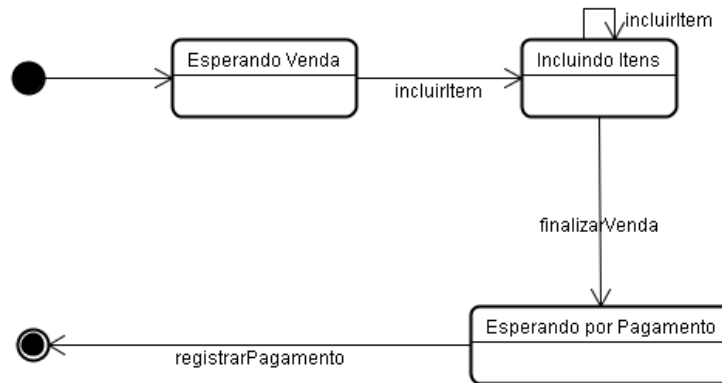 incluirItem
Esperando Venda
Incluindo Itens
incluirItem
finalizarVenda
Esperando por Pagamento
registrarPagamento